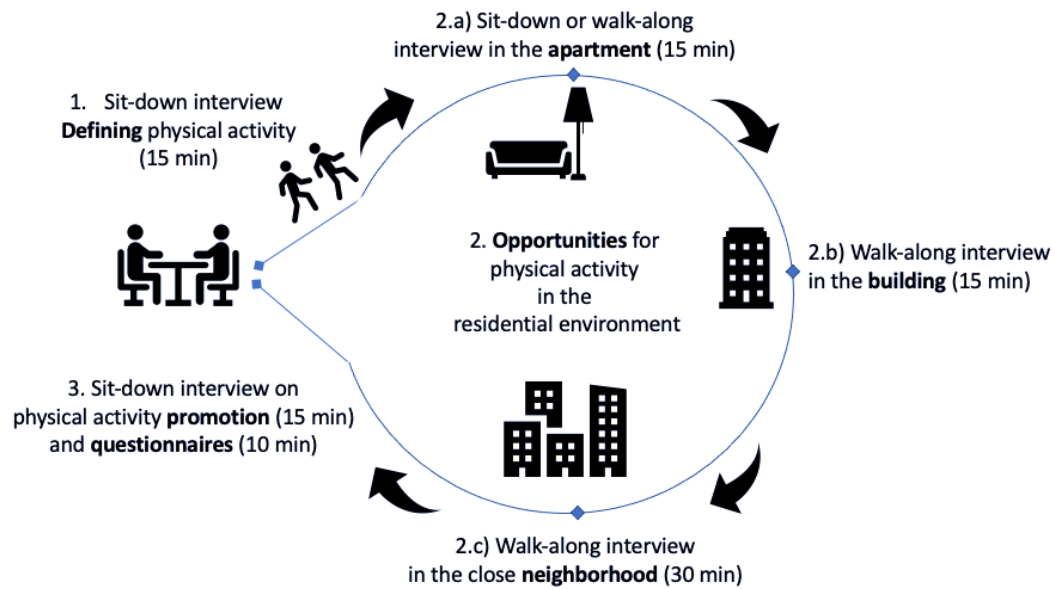 2.a) Sit-down or walk-along
interview in the apartment (15 min)
1. Sit-down interview
Defining physical activity
(15 min)
2. Opportunities for
physical activity
in the
residential environment
2.b) Walk-along interview
in the building (15 min)
3. Sit-down interview on
physical activity promotion (15 min)
and questionnaires (10 min)
2.c) Walk-along interview
in the close neighborhood (30 min)